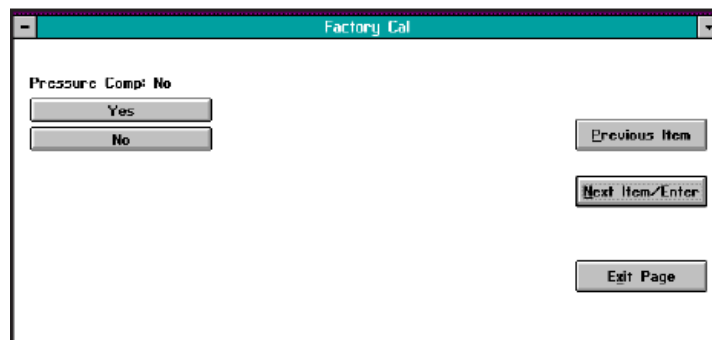 Factory Cal
Pressure Comp: No
Yes
No
Previous Item
Next Item/Enter
Exit Page